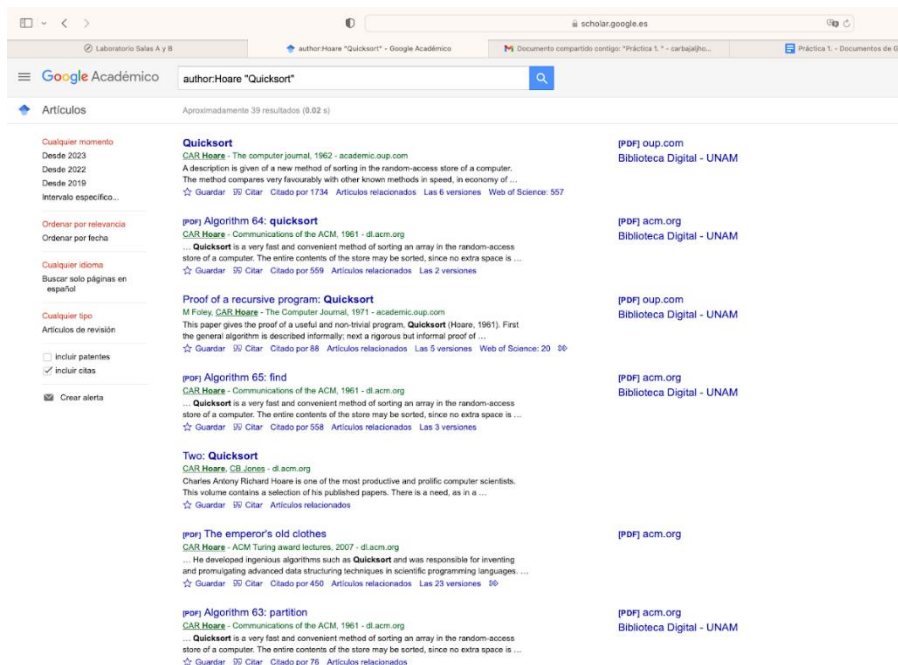 scholar.google.es
Laboratorio Salas A y B
author:Hoare "Quicksort" - Google Académico
Documento compartido contigo: "Práctica 1. " - carbajaljho...
Práctica 1. - Documentos de G
Google Académico
author:Hoare "Quicksort"
Artículos
Aproximadamente 39 resultados (0.02 s)
Cualquier momento
Desde 2023
Desde 2022
Desde 2019
Intervalo específico...
Ordenar por relevancia
Ordenar por fecha
Cualquier idioma
Buscar solo páginas en
español
Cualquier tipo
Artículos de revisión
incluir patentes
incluir citas
Crear alerta
Quicksort
CAR Hoare - The computer journal, 1962 - academic.oup.com
A description is given of a new method of sorting in the random-access store of a computer.
The method compares very favourably with other known methods in speed, in economy of ...
Guardar Citar Citado por 1734 Artículos relacionados Las 6 versiones Web of Science: 557
[PDF] oup.com
Biblioteca Digital - UNAM
[PDF] Algorithm 64: quicksort
CAR Hoare - Communications of the ACM, 1961 - dl.acm.org
... Quicksort is a very fast and convenient method of sorting an array in the random-access
store of a computer. The entire contents of the store may be sorted, since no extra space is ...
Guardar Citar Citado por 559 Artículos relacionados Las 2 versiones
[PDF] acm.org
Biblioteca Digital - UNAM
Proof of a recursive program: Quicksort
M Foley, CAR Hoare - The Computer Journal, 1971 - academic.oup.com
This paper gives the proof of a useful and non-trivial program, Quicksort (Hoare, 1961). First
the general algorithm is described informally; next a rigorous but informal proof of ...
Guardar Citar Citado por 88 Artículos relacionados Las 5 versiones Web of Science: 20
[PDF] oup.com
Biblioteca Digital - UNAM
[PDF] Algorithm 65: find
CAR Hoare - Communications of the ACM, 1961 - dl.acm.org
... Quicksort is a very fast and convenient method of sorting an array in the random-access
store of a computer. The entire contents of the store may be sorted, since no extra space is ...
Guardar Citar Citado por 558 Artículos relacionados Las 3 versiones
[PDF] acm.org
Biblioteca Digital - UNAM
Two: Quicksort
CAR Hoare, CB Jones - dl.acm.org
Charles Antony Richard Hoare is one of the most productive and prolific computer scientists.
This volume contains a selection of his published papers. There is a need, as in a ...
Guardar Citar Artículos relacionados
[PDF] The emperor's old clothes
CAR Hoare - ACM Turing award lectures, 2007 - dl.acm.org
... He developed ingenious algorithms such as Quicksort and was responsible for inventing
and promulgating advanced data structuring techniques in scientific programming languages. ...
Guardar Citar Citado por 450 Artículos relacionados Las 23 versiones
[PDF] acm.org
[PDF] Algorithm 63: partition
CAR Hoare - Communications of the ACM, 1961 - dl.acm.org
... Quicksort is a very fast and convenient method of sorting an array in the random-access
store of a computer. The entire contents of the store may be sorted, since no extra space is ...
Guardar Citar Citado por 76 Artículos relacionados
[PDF] acm.org
Biblioteca Digital - UNAM